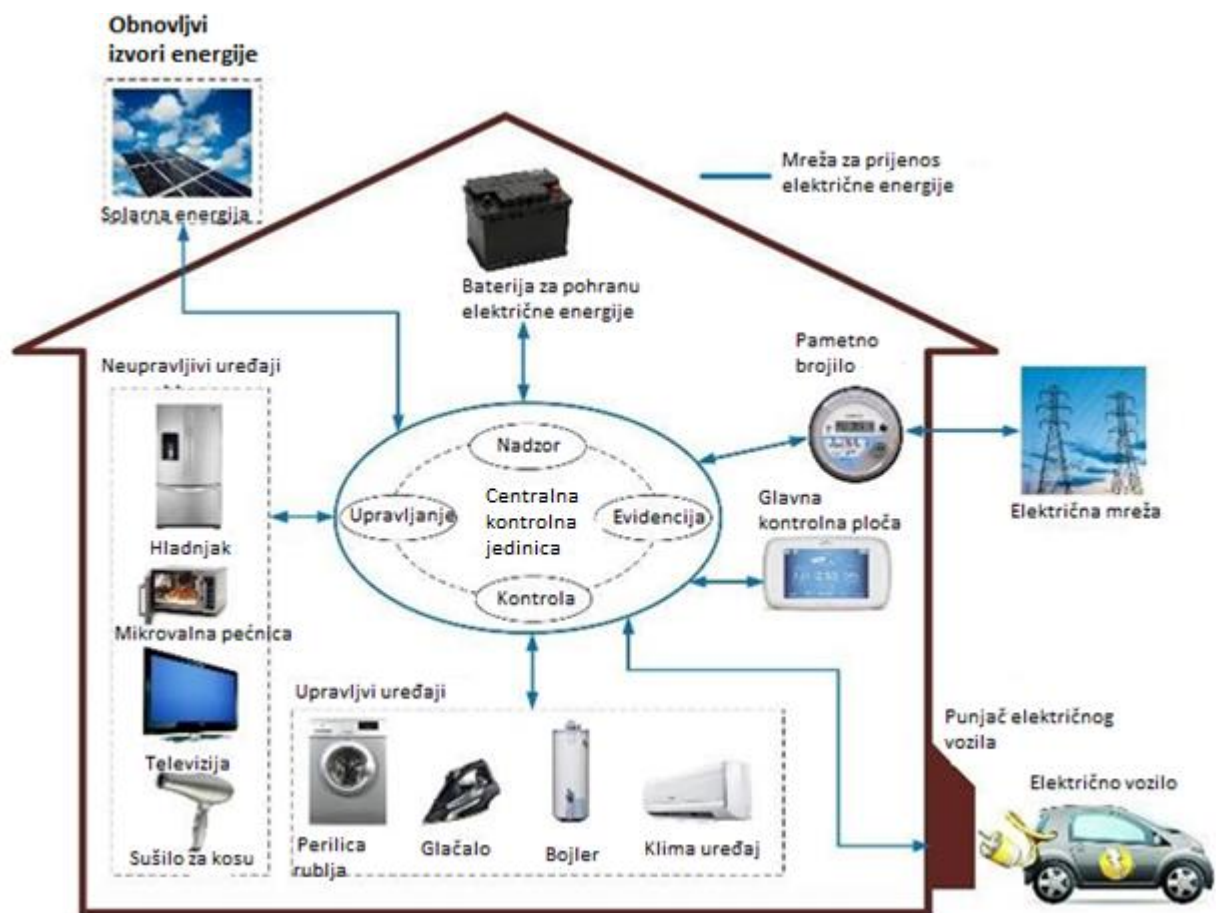 Obnovljvi
izvori energije
Splarna energija
Mreža za prijenos
električne energije
Baterija za pohranu
električne energije
Pametno
brojilo
Neupravljivi uređaji
Nadzor
Upravljanje
Centralna
kontrolna
jedinica
Evidencija
Kontrola
Glavna
kontrolna ploča
Električna mreža
Hladnjak
Mikrovalna pećnica
Televizija
Sušilo za kosu
Upravljvi uređaji
Perilica
rublja
Glačalo
Bojler
Klima uređaj
Punjač električnog
vozila
Električno vozilo